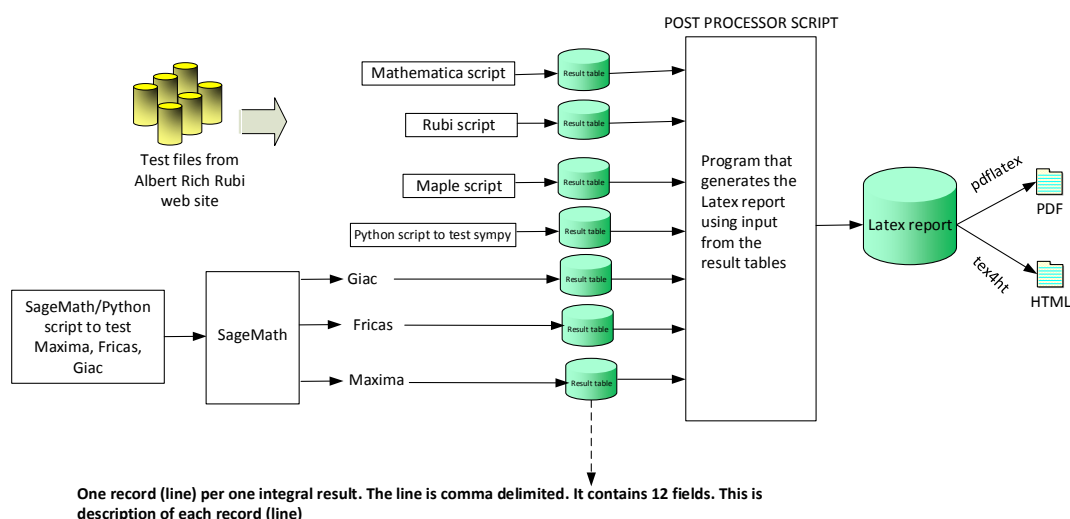 POST PROCESSOR SCRIPT
Mathematica script
Result table
Rubi script
Result table
Test files from
Albert Rich Rubi
web site
Maple script
Result table
Python script to test sympy
Result table
Giac
Result table
Fricas
Result table
Maxima
Result table
SageMath/Python
script to test
Maxima, Fricas,
Giac
SageMath
Program that
generates the
Latex report
using input
from the
result tables
Latex report
pdflatex
PDF
tex4ht
HTML
One record (line) per one integral result. The line is comma delimited. It contains 12 fields. This is
description of each record (line)